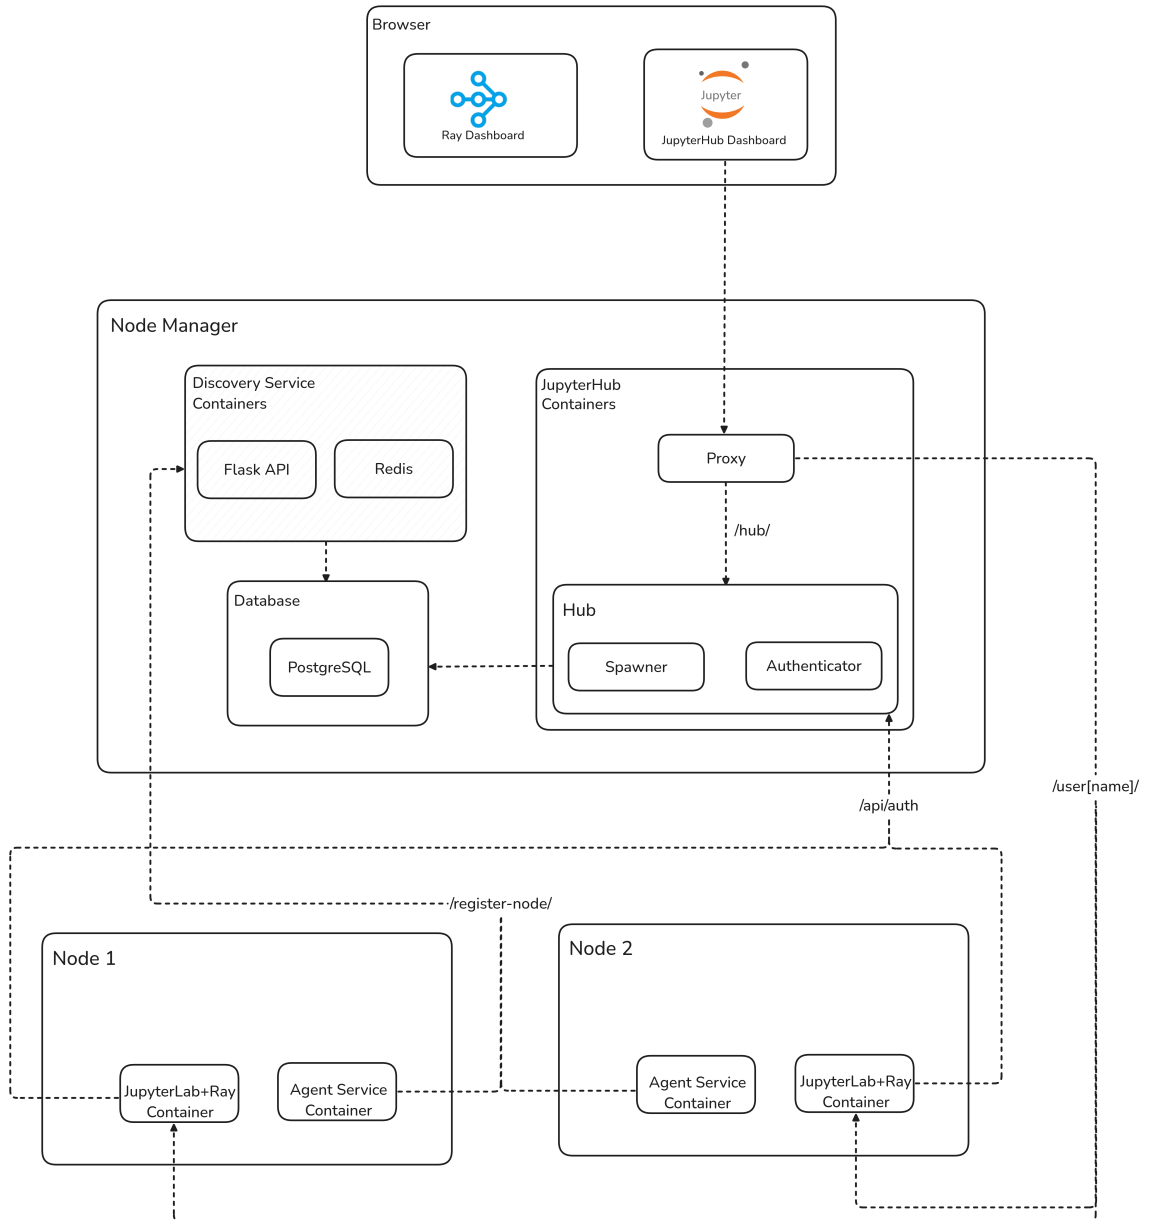 Browser
Jupyter
Ray Dashboard
JupyterHub Dashboard
Node Manager
Discovery Service
Containers
Flask API
Redis
JupyterHub
Containers
Proxy
/hub/
Database
PostgreSQL
Hub
Spawner
Authenticator
/user[name]/
/api/auth
/register-node/
Node 1
JupyterLab+Ray
Container
Agent Service
Container
Node 2
Agent Service
Container
JupyterLab+Ray
Container